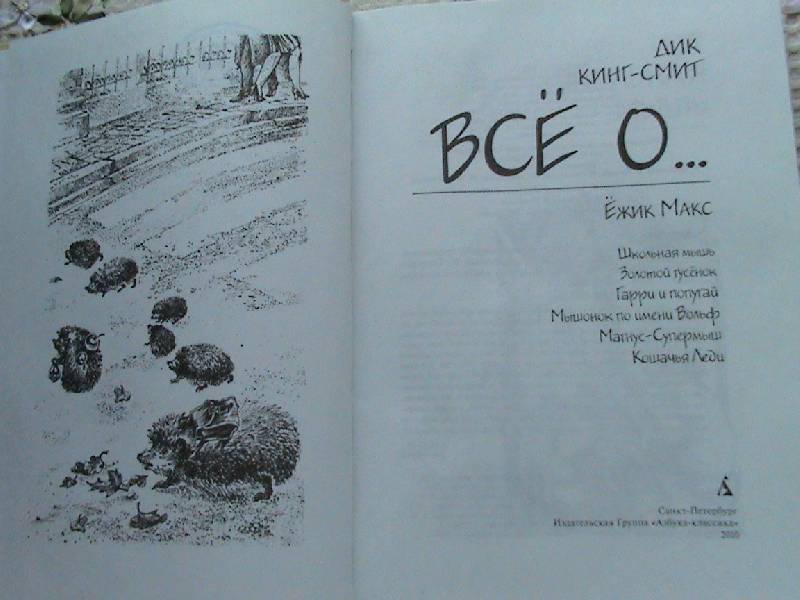 ДИК
КИНГ-СМИТ
ВСЁ О...
ЁЖИК МАКС
Школьная мышь
Золотой гусёнок
Гарри и попугай
Мышонок по имени Вольф
Магнус-Супермыш
Кошачья Леди
Санкт-Петербург
Издательская Группа «Азбука-классика»
2010